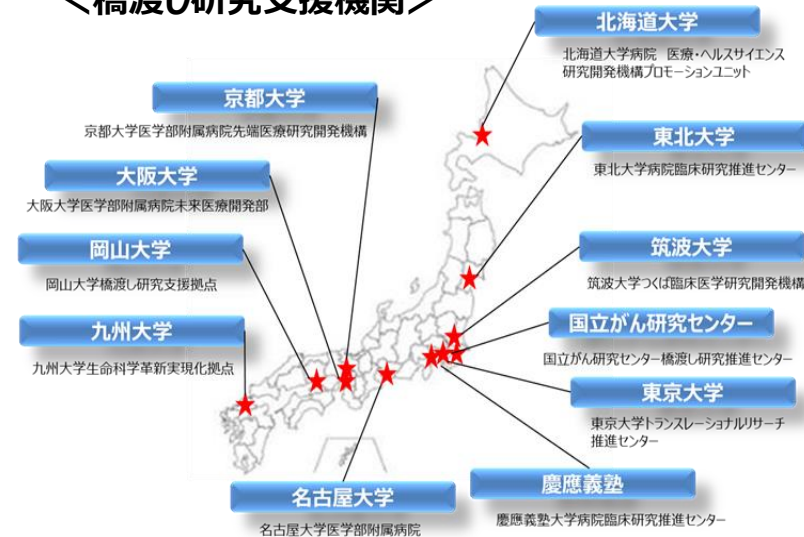 ＜橋渡し研究支援機関＞
北海道大学
北海道大学病院　医療・ヘルスサイエンス
研究開発機構プロモーションユニット
京都大学
京都大学医学部附属病院先端医療研究開発機構
東北大学
東北大学病院臨床研究推進センター
大阪大学
大阪大学医学部附属病院未来医療開発部
岡山大学
岡山大学橋渡し研究支援拠点
筑波大学
筑波大学つくば臨床医学研究開発機構
九州大学
九州大学生命科学革新実現化拠点
国立がん研究センター
国立がん研究センター橋渡し研究推進センター
東京大学
東京大学トランスレーショナルリサーチ
推進センター
慶應義塾
慶應義塾大学病院臨床研究推進センター
名古屋大学
名古屋大学医学部附属病院